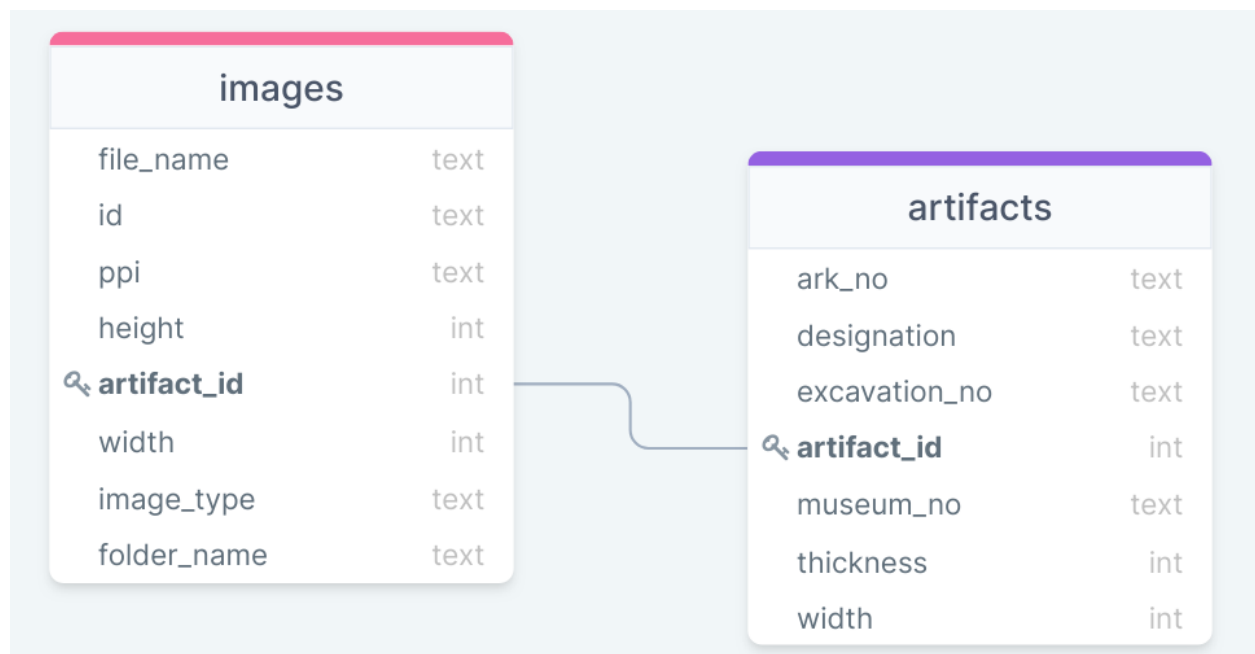 images
file_name text
id text
ppi text
height int
artifact_id int
width int
image_type text
folder_name text
artifacts
ark_no text
designation text
excavation_no text
artifact_id int
museum_no text
thickness int
width int